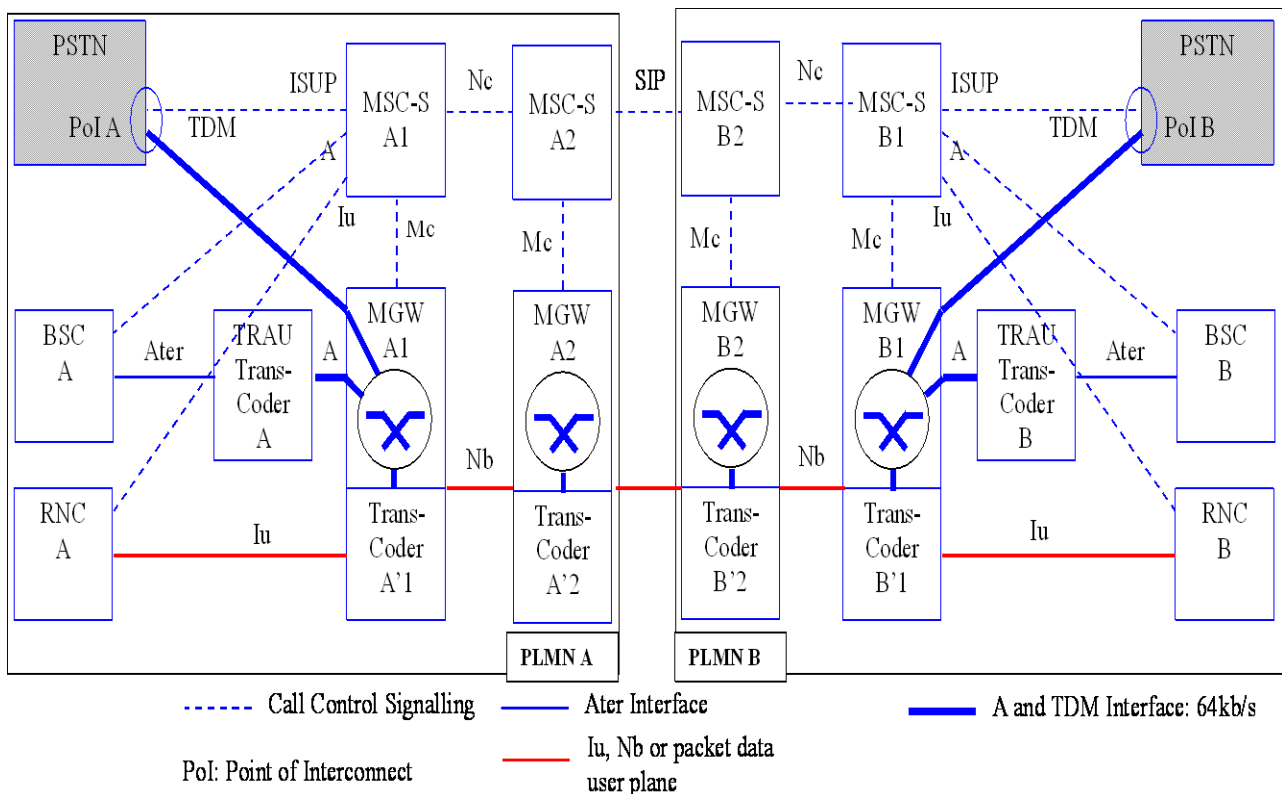 PSTN
PoI A
ISUP
TDM
MSC-S
A1
Nc
MSC-S
A2
SIP
MSC-S
B2
Nc
MSC-S
B1
ISUP
TDM
PSTN
PoI B
A
Iu
Mc
Mc
Mc
Mc
A
Iu
BSC
A
Ater
TRAU
Trans-
Coder
A
A
MGW
A1
MGW
A2
MGW
B2
MGW
B1
A
TRAU
Trans-
Coder
B
Ater
BSC
B
RNC
A
Iu
Trans-
Coder
A'1
Nb
Trans-
Coder
A'2
Trans-
Coder
B'2
Nb
Trans-
Coder
B'1
Iu
RNC
B
PLMN A
PLMN B
Call Control Signalling
Ater Interface
A and TDM Interface: 64kb/s
PoI: Point of Interconnect
Iu, Nb or packet data
user plane